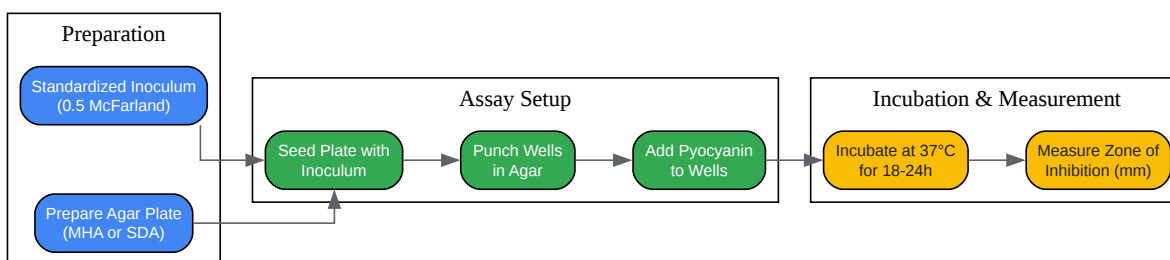 Preparation
Standardized Inoculum
(0.5 McFarland)
Prepare Agar Plate
(MHA or SDA)
Assay Setup
Seed Plate with
Inoculum
Punch Wells
in Agar
Add Pyocyanin
to Wells
Incubation & Measurement
Incubate at 37°C
for 18-24h
Measure Zone of
Inhibition (mm)